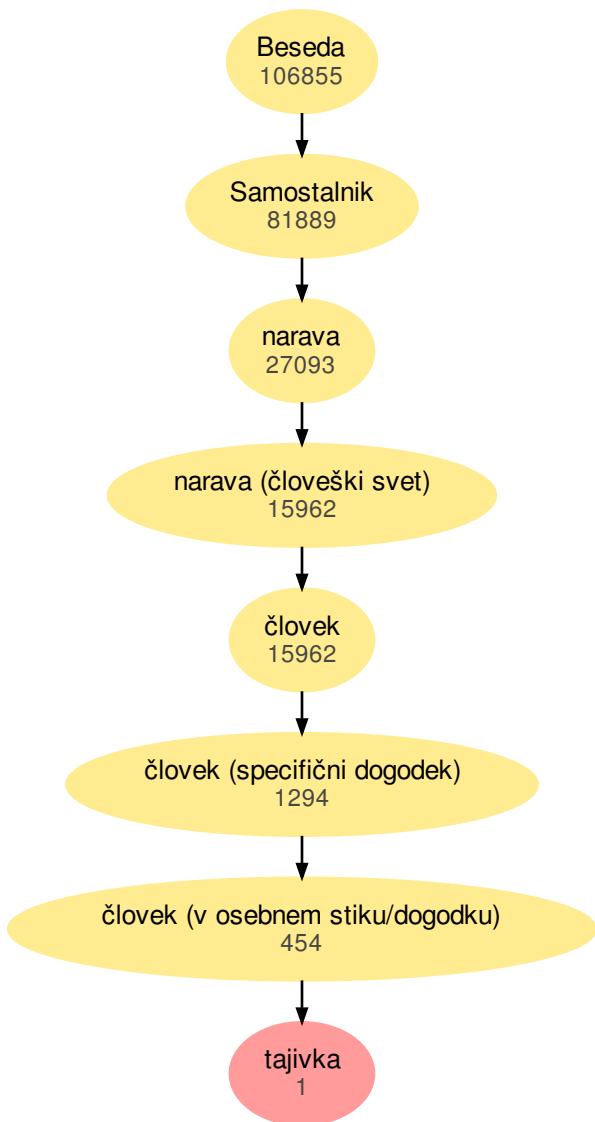 Beseda
106855
Samostalnik
81889
narava
27093
narava (človeški svet)
15962
človek
15962
človek (specifični dogodek)
1294
človek (v osebnem stiku/dogodku)
454
tajivka
1